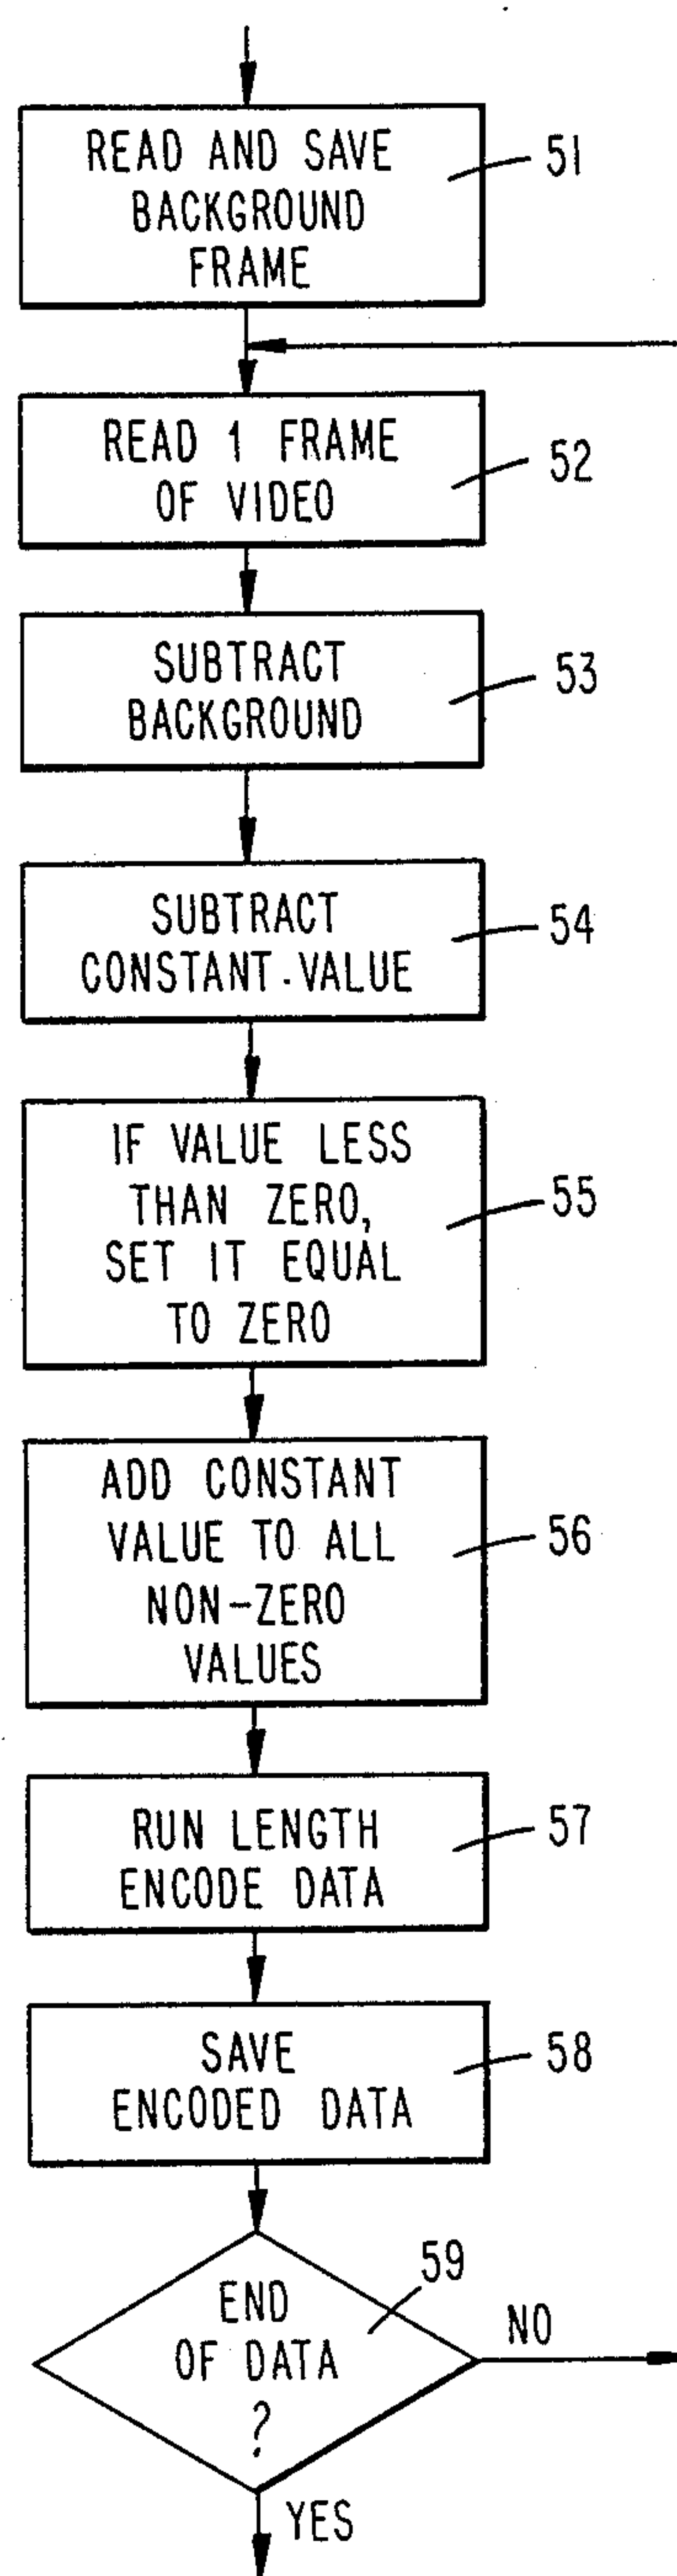 READ AND SAVE
BACKGROUND
FRAME
51
READ 1 FRAME
OF VIDEO
52
SUBTRACT
BACKGROUND
53
SUBTRACT
CONSTANT VALUE
54
IF VALUE LESS
THAN ZERO,
SET IT EQUAL
TO ZERO
55
ADD CONSTANT
VALUE TO ALL
NON-ZERO
VALUES
56
RUN LENGTH
ENCODE DATA
57
SAVE
ENCODED DATA
58
END
OF DATA
?
59
NO
YES